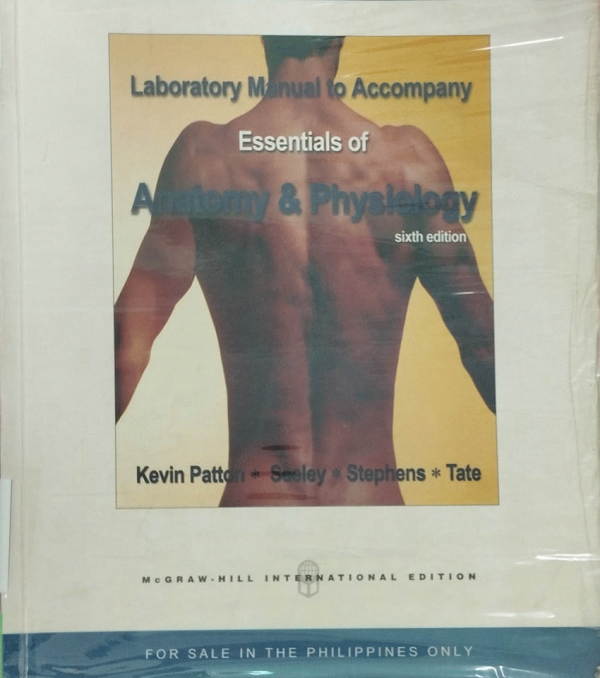 Laboratory Manual to Accompany
Essentials of
Anatomy & Physiology
sixth edition
Kevin Patton * Seeley * Stephens * Tate
McGRAW-HILL INTERNATIONAL EDITION
FOR SALE IN THE PHILIPPINES ONLY